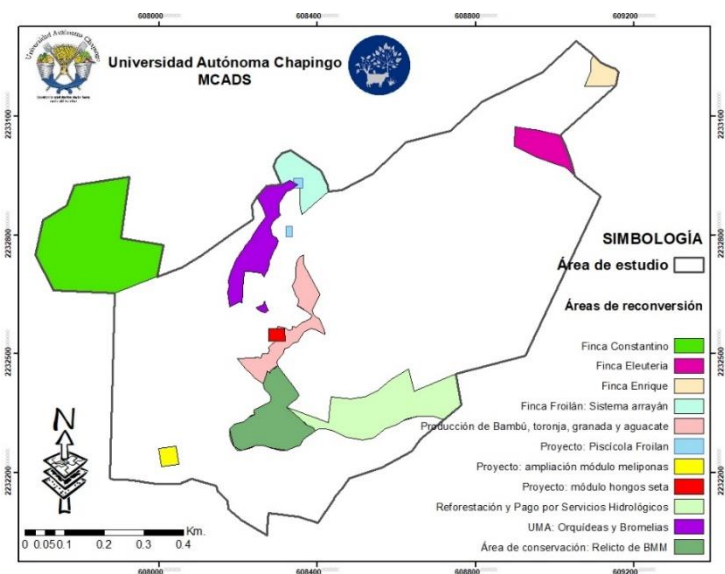 608000 608400 608800 609200
Universidad Autónoma Chapingo
MCADS
2233100
2233100
2232800
2232800
2232500
2232500
2232200
2232200
SIMBOLOGÍA
Área de estudio
Áreas de reconversión
Finca Constantino
Finca Eleuteria
Finca Enrique
Finca Froilán: Sistema arrayán
Producción de Bambú, toronja, granada y aguacate
Proyecto: Piscícola Froilan
Proyecto: ampliación módulo meliponas
Proyecto: módulo hongos seta
Reforestación y Pago por Servicios Hidrológicos
UMA: Orquídeas y Bromelias
Área de conservación: Relicto de BMM
N
Km.
0 0.05 0.1 0.2 0.3 0.4
608000 608400 608800 609200